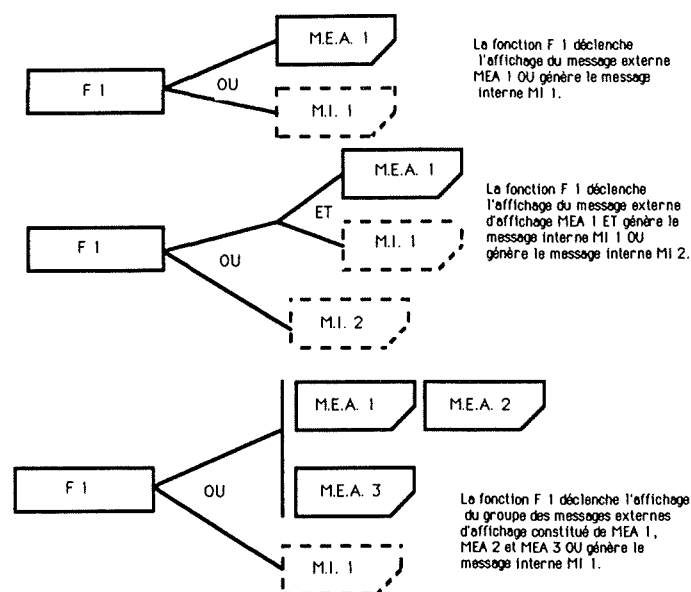 M.E.A. 1
F 1
OU
M.I. 1
La fonction F 1 déclenche
l'affichage du message externe
MEA 1 OU génère le message
interne MI 1.
M.E.A. 1
ET
M.I. 1
F 1
OU
M.I. 2
La fonction F 1 déclenche
l'affichage du message externe
d'affichage MEA 1 ET génère le
message interne MI 1 OU
génère le message interne MI 2.
M.E.A. 1
M.E.A. 2
F 1
OU
M.E.A. 3
M.I. 1
La fonction F 1 déclenche l'affichage
du groupe des messages externes
d'affichage constitué de MEA 1,
MEA 2 et MEA 3 OU génère le
message interne MI 1.